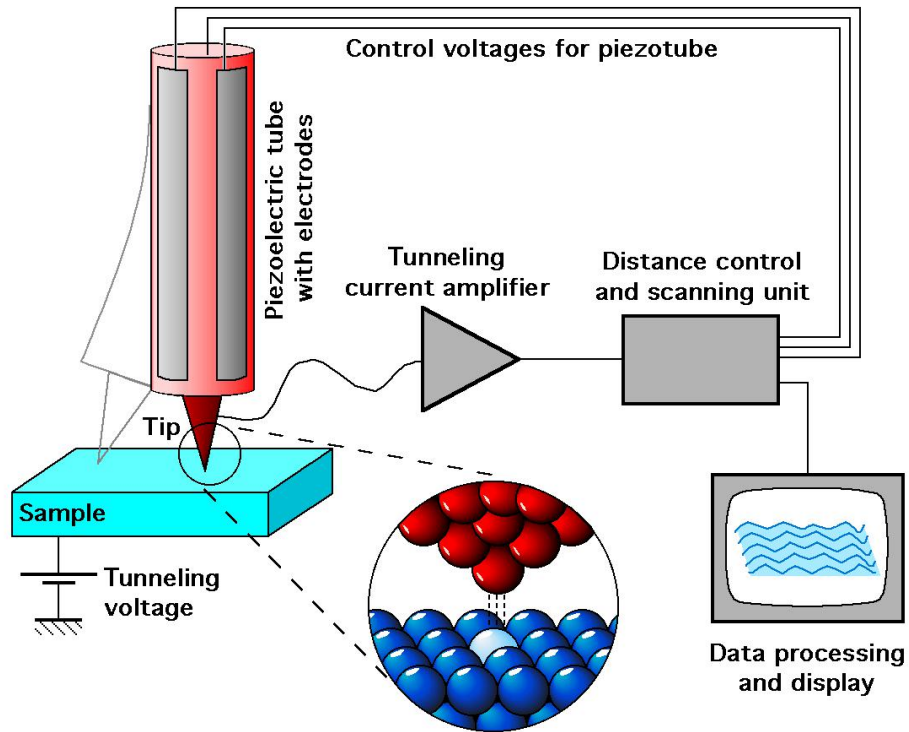 Control voltages for piezotube
Piezoelectric tube
with electrodes
Tunneling
current amplifier
Distance control
and scanning unit
Tip
Sample
Tunneling
voltage
Data processing
and display